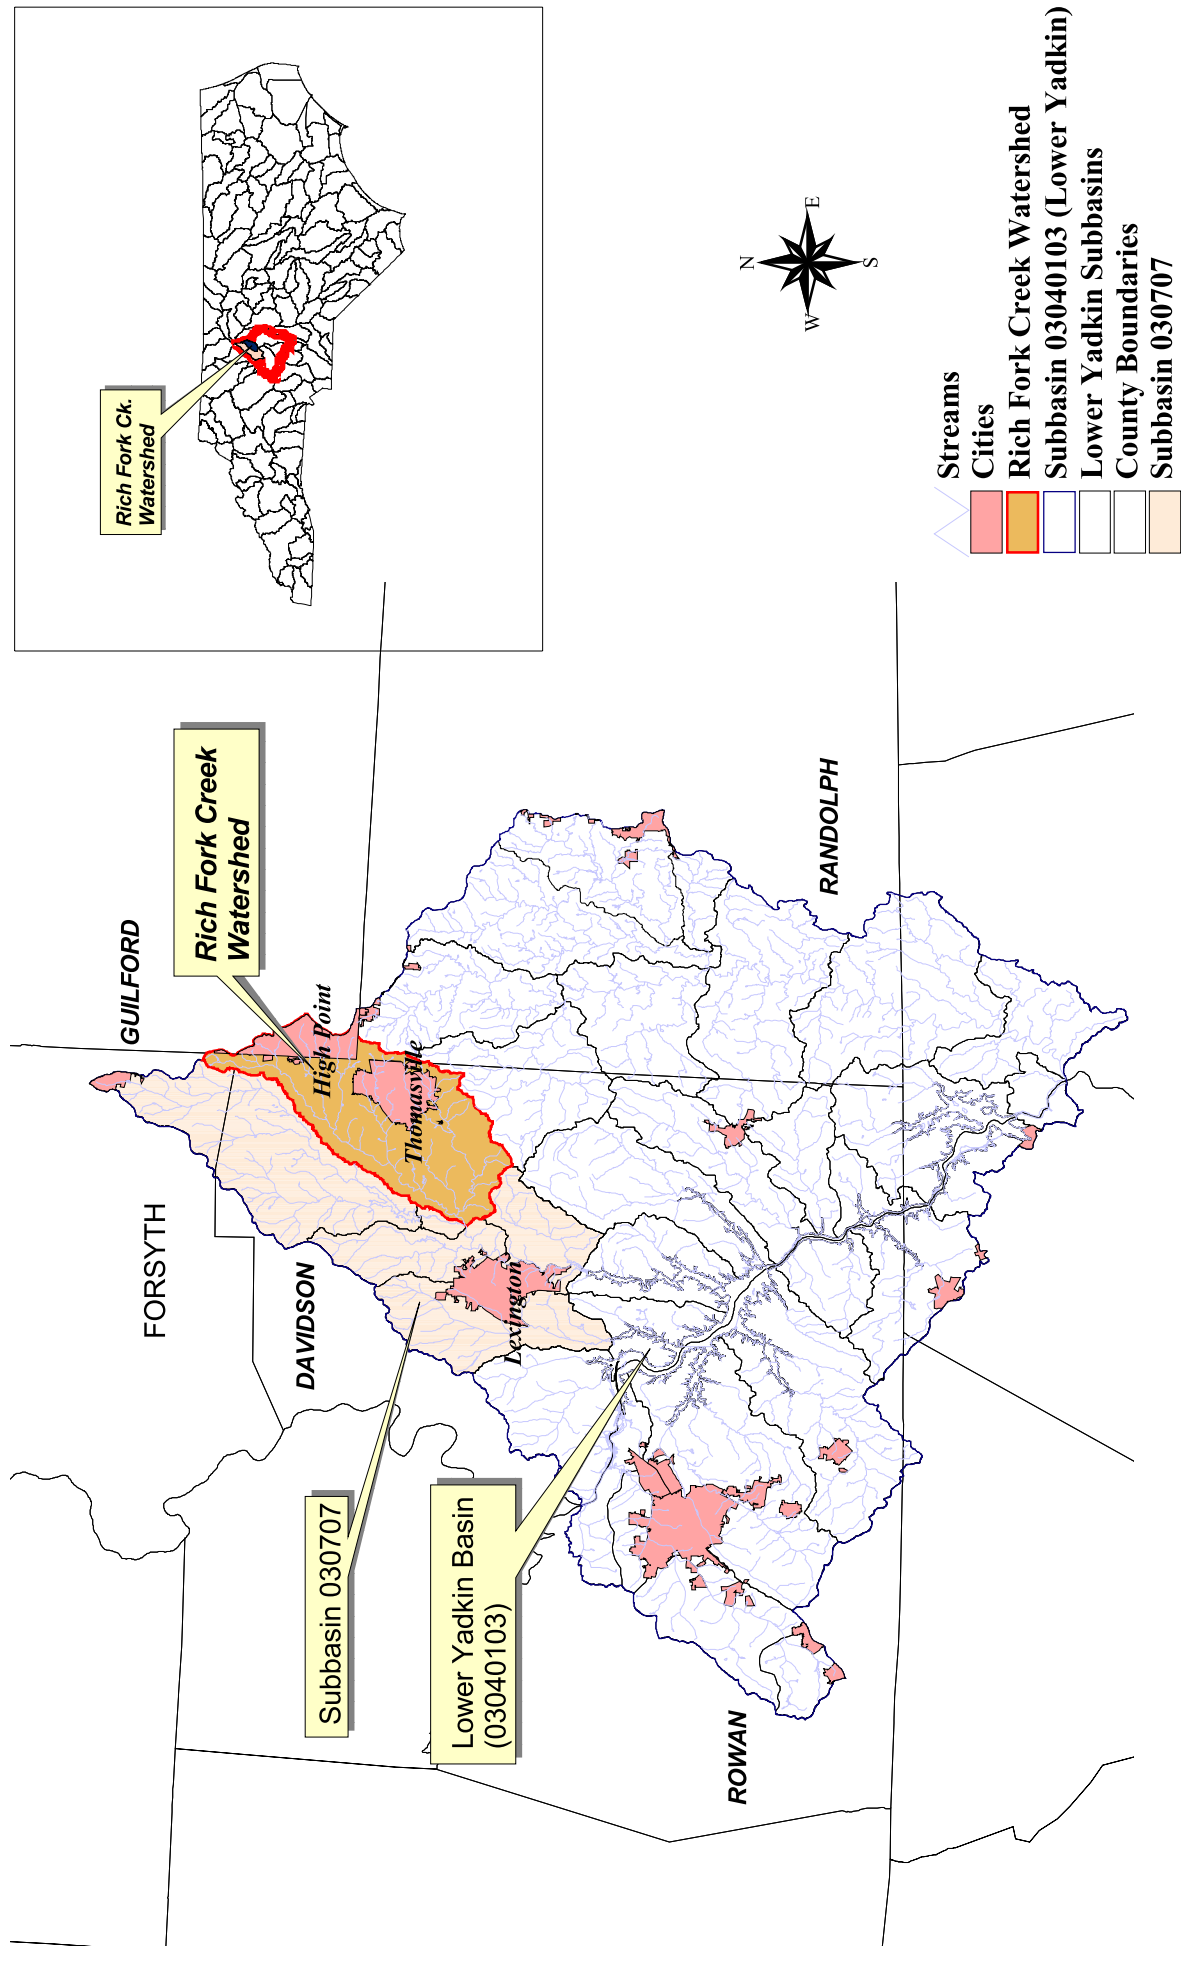 Rich Fork Ck.
Watershed
N
W
E
S
Streams
Cities
Rich Fork Creek Watershed
Subbasin 03040103 (Lower Yadkin)
Lower Yadkin Subbasins
County Boundaries
Subbasin 030707
Rich Fork Creek
Watershed
GUILFORD
High Point
Thomasville
RANDOLPH
FORSYTH
DAVIDSON
Lexington
Subbasin 030707
Lower Yadkin Basin
(03040103)
ROWAN